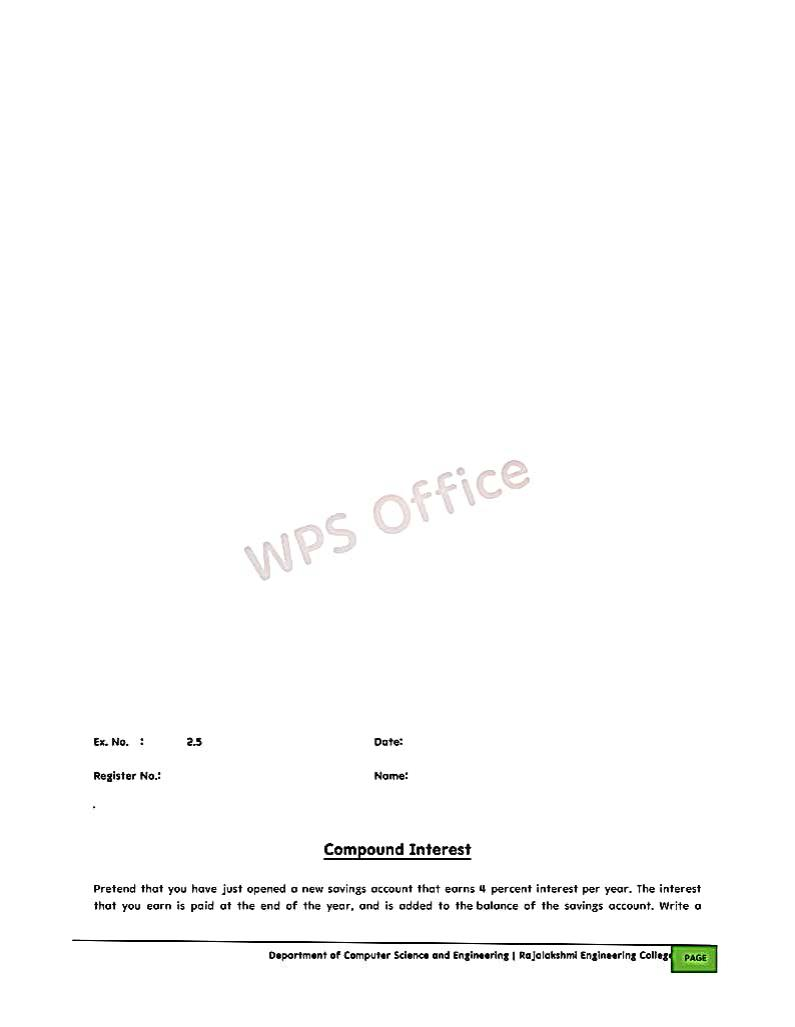 WPS Office
Ex. No. : 2.5 Date:
Register No.: Name:
.
Compound Interest
Pretend that you have just opened a new savings account that earns 4 percent interest per year. The interest
that you earn is paid at the end of the year, and is added to the balance of the savings account. Write a
Department of Computer Science and Engineering | Rajalakshmi Engineering College
PAGE